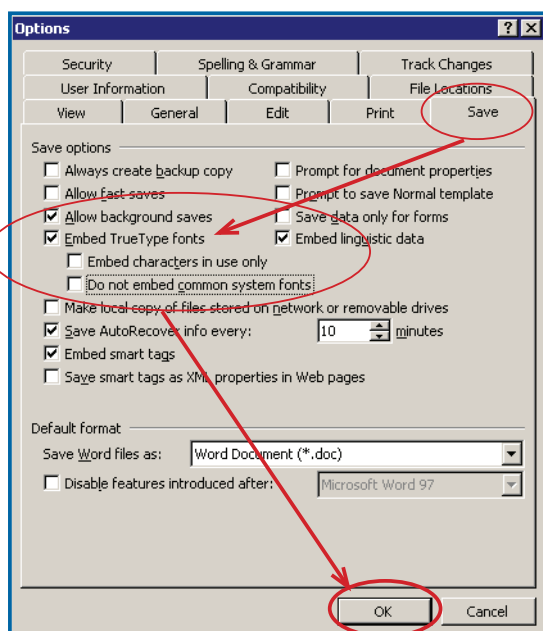 Options
Security Spelling & Grammar Track Changes
User Information Compatibility File Locations
View General Edit Print Save
Save options
Always create backup copy Prompt for document properties
Allow fast saves Prompt to save Normal template
Allow background saves Save data only for forms
Embed TrueType fonts Embed linguistic data
Embed characters in use only
Do not embed common system fonts
Make local copy of files stored on network or removable drives
Save AutoRecover info every: 10 minutes
Embed smart tags
Save smart tags as XML properties in Web pages
Default format
Save Word files as: Word Document (*.doc)
Disable features introduced after: Microsoft Word 97
OK Cancel